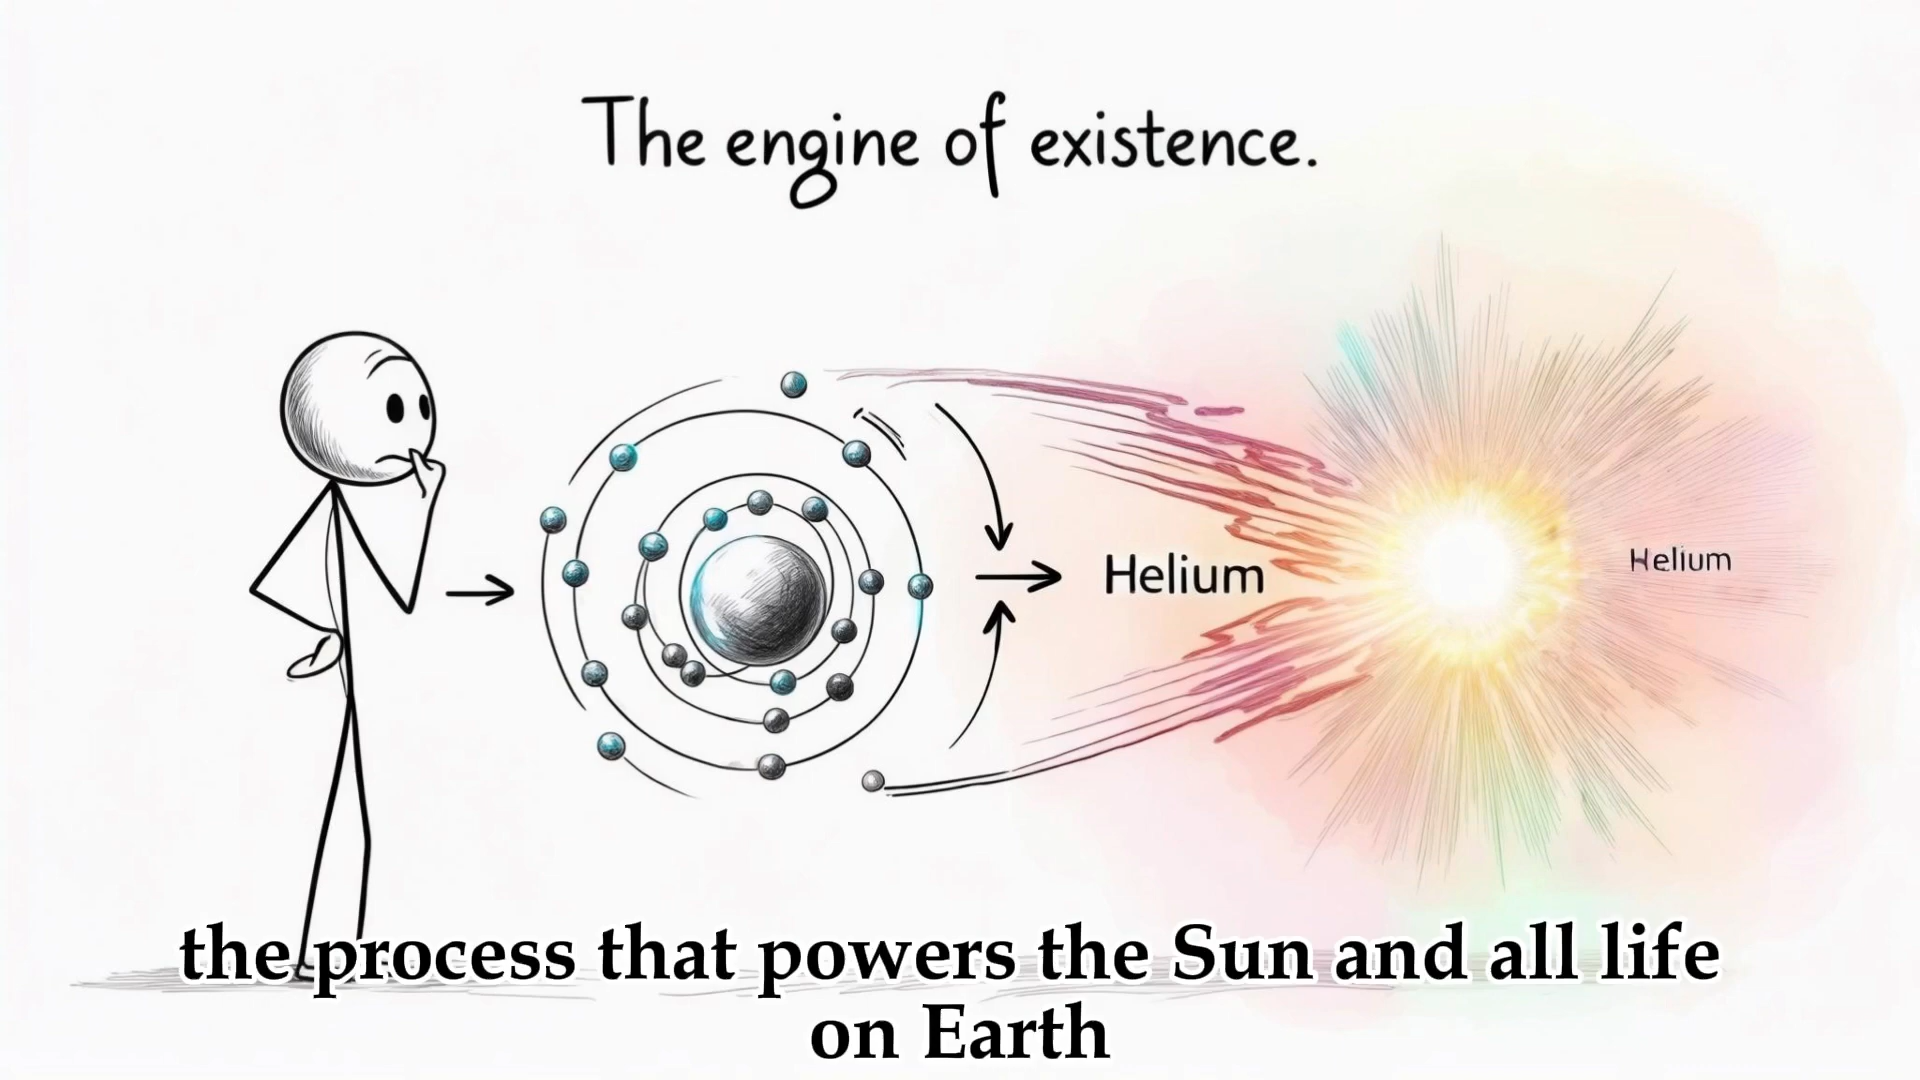 The engine of existence.
Helium
Helium
the process that powers the Sun and all life
on Earth